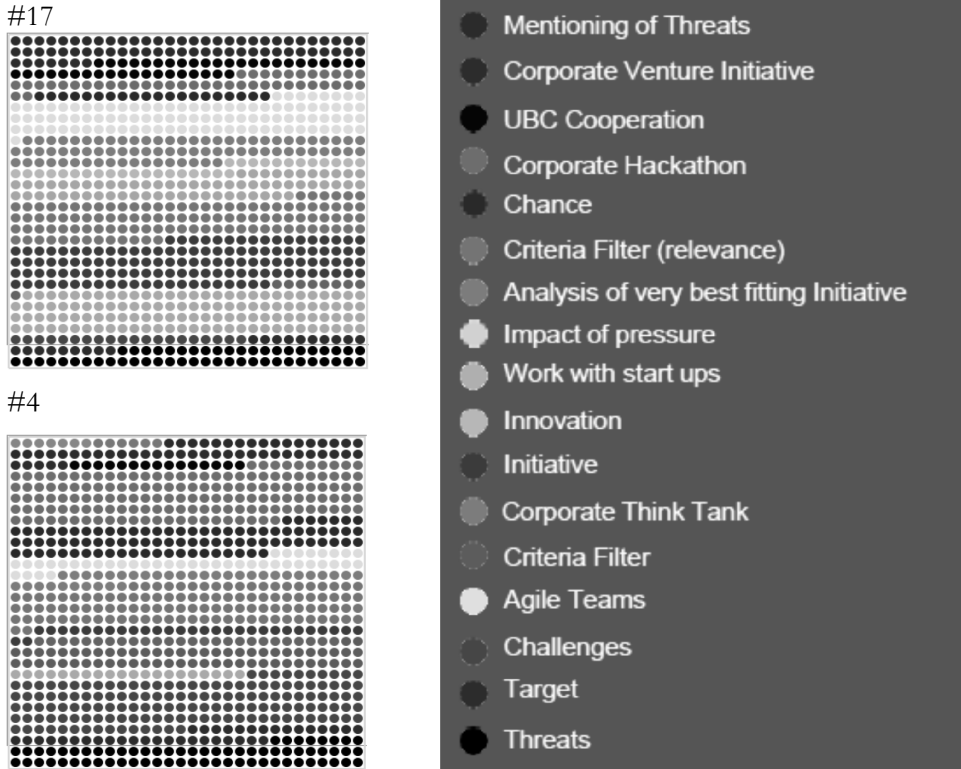 #17
#4
Mentioning of Threats
Corporate Venture Initiative
UBC Cooperation
Corporate Hackathon
Chance
Criteria Filter (relevance)
Analysis of very best fitting Initiative
Impact of pressure
Work with start ups
Innovation
Initiative
Corporate Think Tank
Criteria Filter
Agile Teams
Challenges
Target
Threats